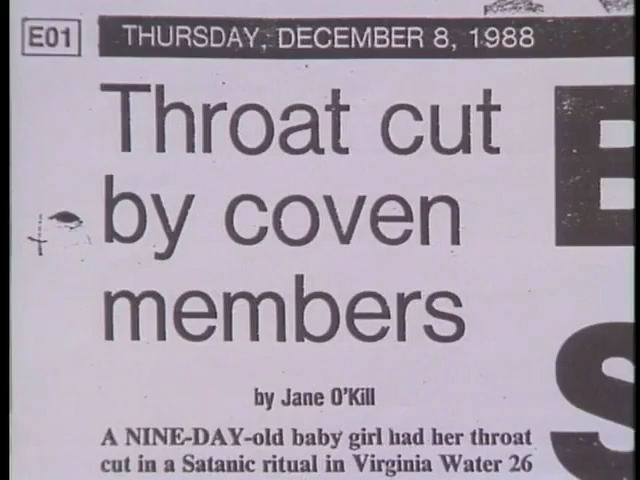 E01
THURSDAY, DECEMBER 8, 1988
Throat cut
by coven
members
by Jane O'Kill
A NINE-DAY-old baby girl had her throat
cut in a Satanic ritual in Virginia Water 26
S